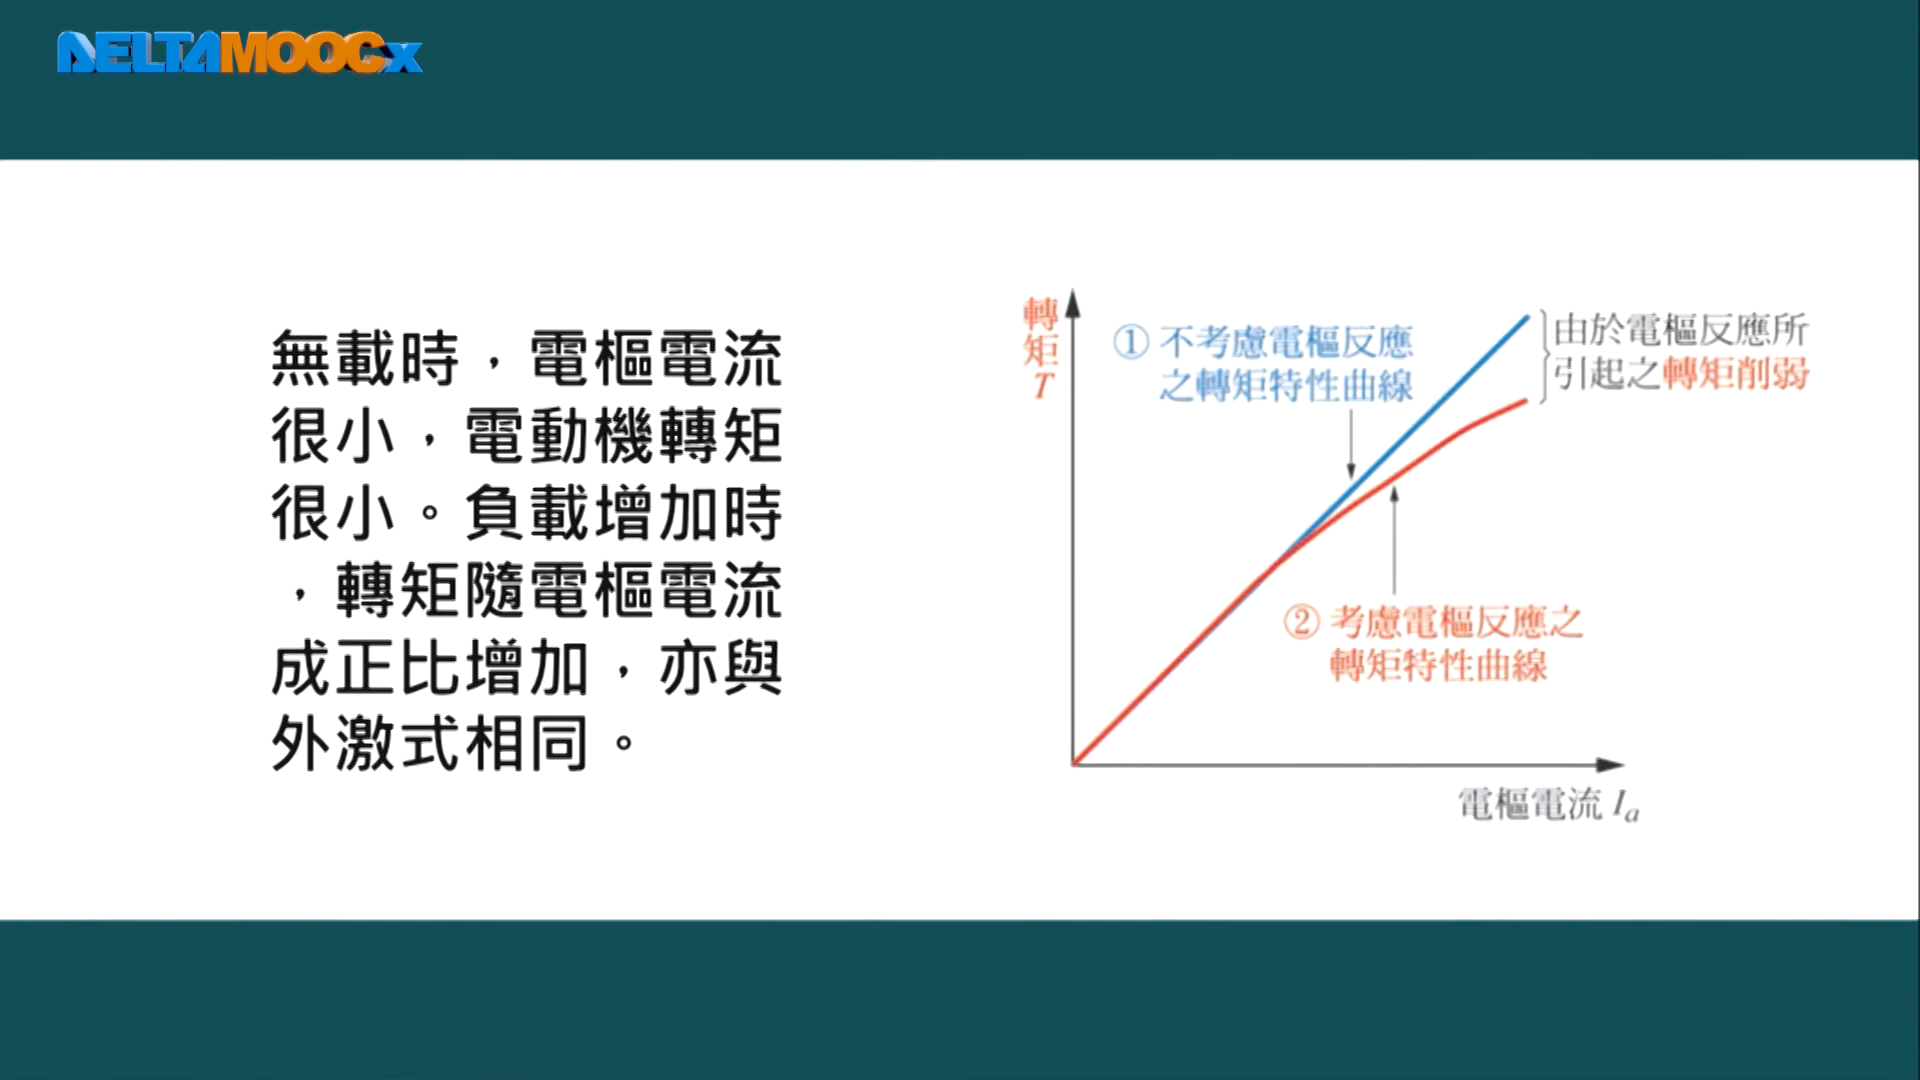 DELTAMOOCx
無載時，電樞電流
很小，電動機轉矩
很小。負載增加時
，轉矩隨電樞電流
成正比增加，亦與
外激式相同。
轉矩T
① 不考慮電樞反應
之轉矩特性曲線
由於電樞反應所
引起之轉矩削弱
② 考慮電樞反應之
轉矩特性曲線
電樞電流 Ia